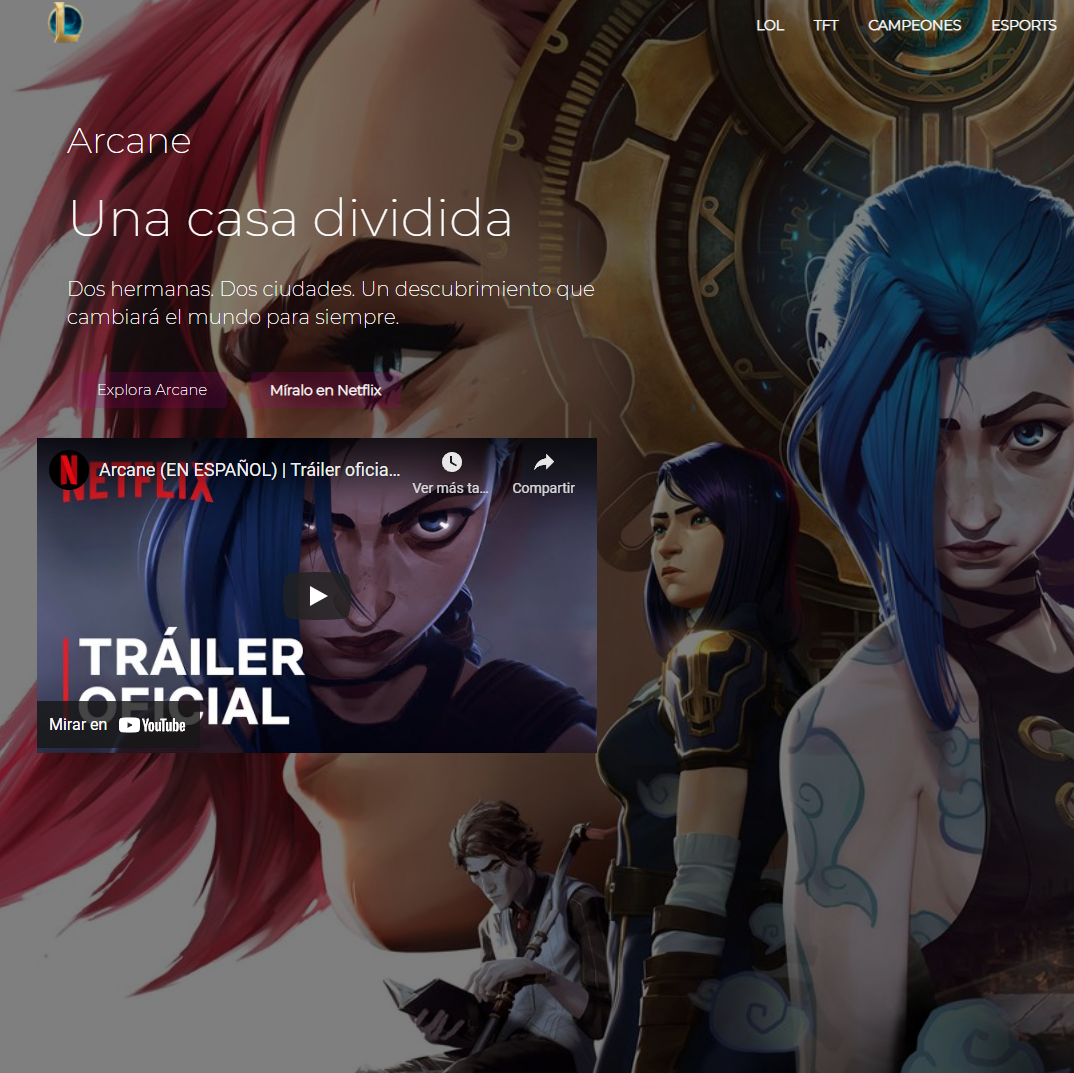 LOL TFT CAMPEONES ESPORTS
Arcane
Una casa dividida
Dos hermanas. Dos ciudades. Un descubrimiento que
cambiará el mundo para siempre.
Explora Arcane Míralo en Netflix
Arcane (EN ESPAÑOL) | Tráiler oficia...
NETFLIX
Ver más ta... Compartir
TRÁILER
OFICIAL
Mirar en YouTube